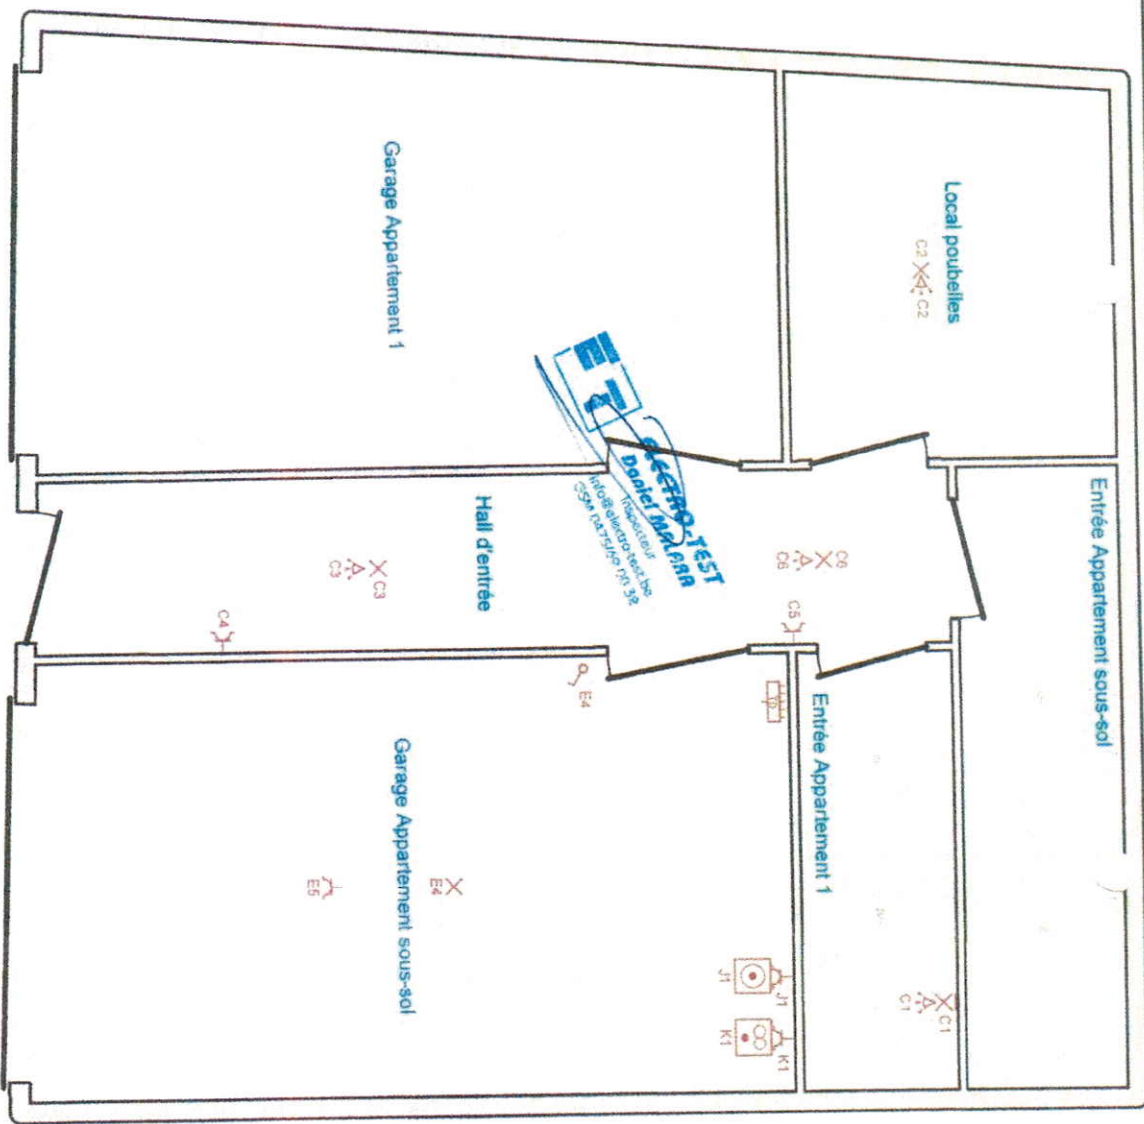 Garage Appartement 1
Local poubelles
C2
C2
Entrée Appartement sous-sol
ELECTRO-TEST
Daniel MALARA
Inspecteur
info@electro-test.be
Hall d'entrée
C3
C3
C4
C6
C6
C5
Entrée Appartement 1
C1
C1
Garage Appartement sous-sol
E4
E4
E5
TD
J1
J1
K1
K1